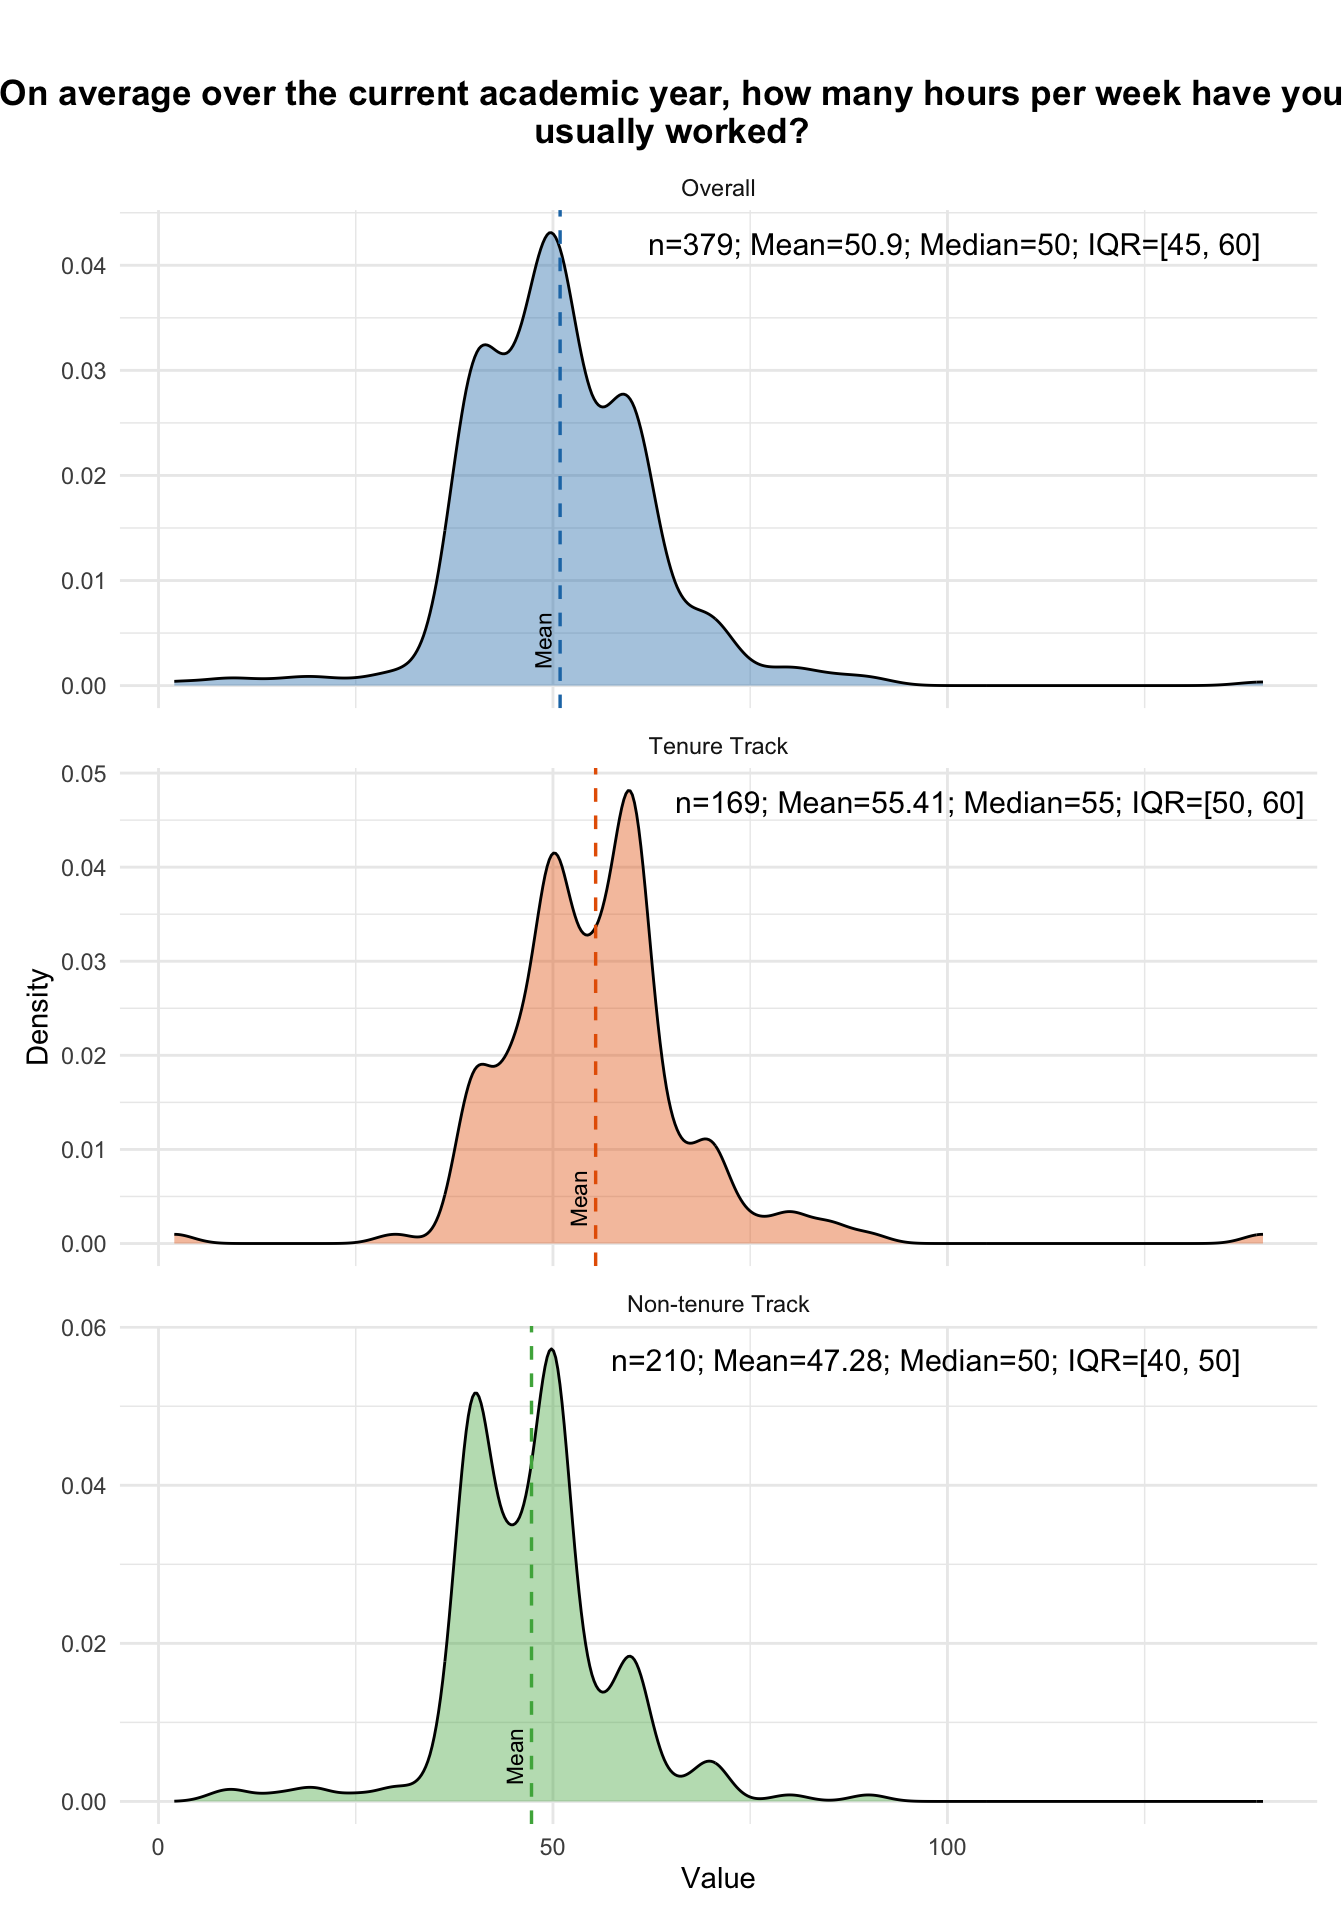 On average over the current academic year, how many hours per week have you
usually worked?
Overall
n=379; Mean=50.9; Median=50; IQR=[45, 60]
0.04
0.03
0.02
0.01
0.00
Mean
Tenure Track
n=169; Mean=55.41; Median=55; IQR=[50, 60]
0.05
0.04
0.03
0.02
0.01
0.00
Mean
Density
Non-tenure Track
n=210; Mean=47.28; Median=50; IQR=[40, 50]
0.06
0.04
0.02
0.00
Mean
0 50 100
Value